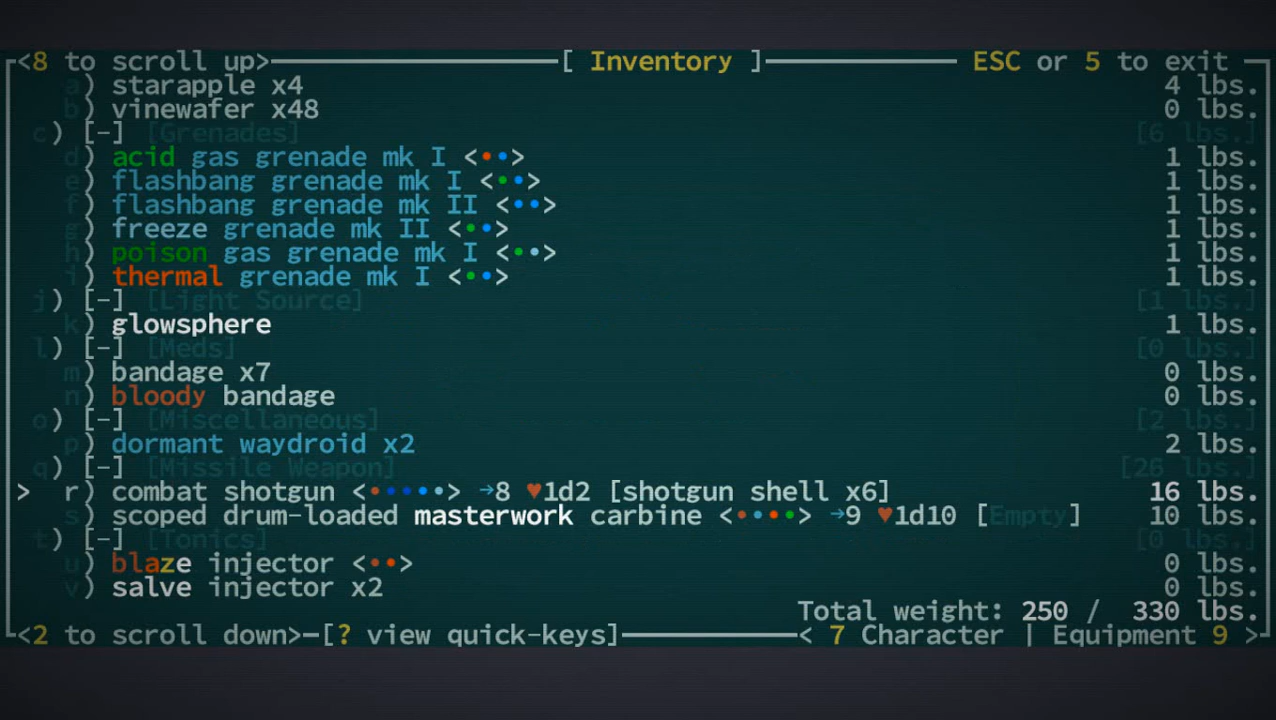 <8 to scroll up> [ Inventory ] ESC or 5 to exit
a) starapple x4 4 lbs.
b) vinewafer x48 0 lbs.
c) [-] [Grenades] [6 lbs.]
d) acid gas grenade mk I <••> 1 lbs.
e) flashbang grenade mk I <••> 1 lbs.
f) flashbang grenade mk II <••> 1 lbs.
g) freeze grenade mk II <••> 1 lbs.
h) poison gas grenade mk I <••> 1 lbs.
i) thermal grenade mk I <••> 1 lbs.
j) [-] [Light Source] [1 lbs.]
k) glowsphere 1 lbs.
l) [-] [Meds] [0 lbs.]
m) bandage x7 0 lbs.
n) bloody bandage 0 lbs.
o) [-] [Miscellaneous] [2 lbs.]
p) dormant waydroid x2 2 lbs.
q) [-] [Missile Weapon] [26 lbs.]
> r) combat shotgun <•••••> →8 ♥1d2 [shotgun shell x6] 16 lbs.
s) scoped drum-loaded masterwork carbine <••••> →9 ♥1d10 [Empty] 10 lbs.
t) [-] [Tonics] [0 lbs.]
u) blaze injector <••> 0 lbs.
v) salve injector x2 0 lbs.
Total weight: 250 / 330 lbs.
<2 to scroll down> [? view quick-keys] < 7 Character | Equipment 9 >